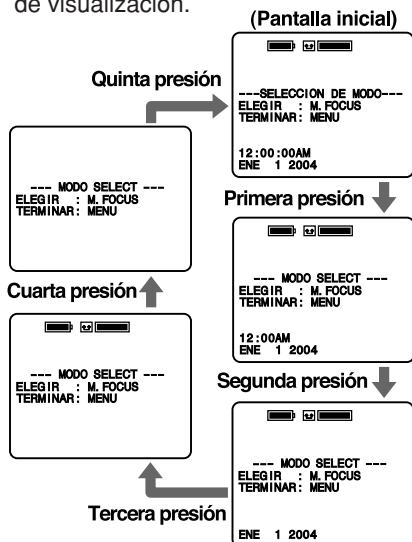 de visualización.
(Pantalla inicial)
---SELECCION DE MODO---
ELEGIR : M. FOCUS
TERMINAR: MENU
12:00:00AM
ENE 1 2004
Primera presión
--- MODO SELECT ---
ELEGIR : M. FOCUS
TERMINAR: MENU
12:00AM
ENE 1 2004
Segunda presión
--- MODO SELECT ---
ELEGIR : M. FOCUS
TERMINAR: MENU
ENE 1 2004
Tercera presión
--- MODO SELECT ---
ELEGIR : M. FOCUS
TERMINAR: MENU
Cuarta presión
--- MODO SELECT ---
ELEGIR : M. FOCUS
TERMINAR: MENU
Quinta presión